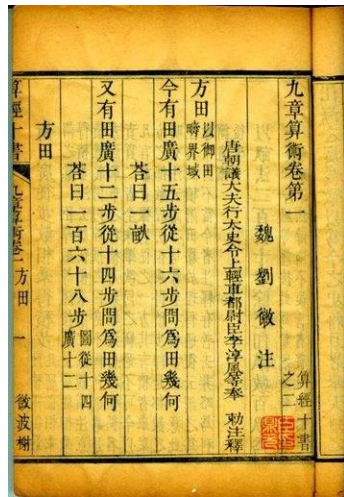 九章算術卷第一
算經十書之二
魏 劉徽 注
唐朝議大夫行太史令上輕車都尉臣李淳風等奉 勅注釋
方田 以御田疇界域
今有田廣十五步從十六步問爲田幾何
荅曰一畝
又有田廣十二步從十四步問爲田幾何
荅曰一百六十八步 圖從十四廣十二
方田
算經十書 九章算術卷一 方田 一 微波榭